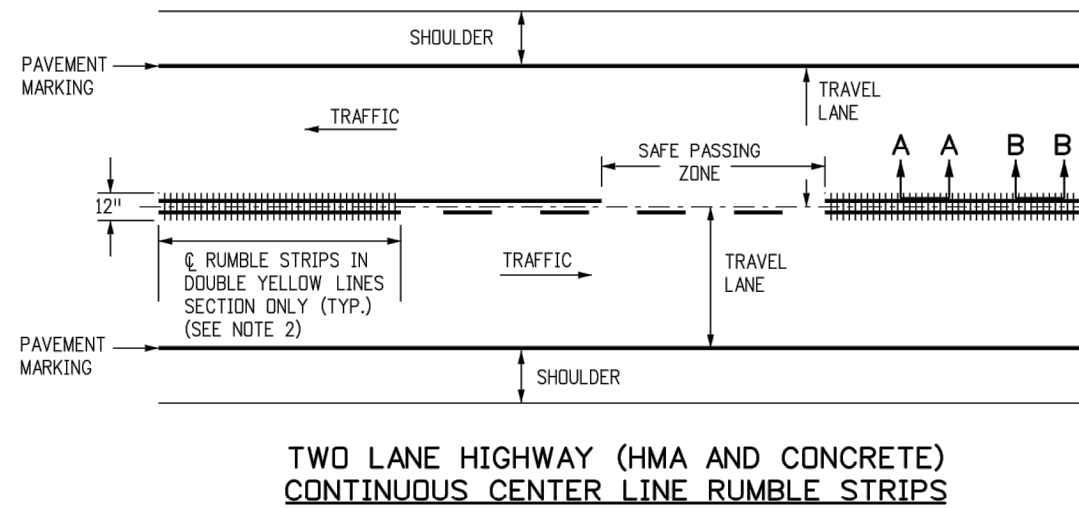 SHOULDER
PAVEMENT
MARKING
TRAVEL
LANE
TRAFFIC
SAFE PASSING
ZONE
A A B B
12"
℄ RUMBLE STRIPS IN
DOUBLE YELLOW LINES
SECTION ONLY (TYP.)
(SEE NOTE 2)
TRAFFIC
TRAVEL
LANE
PAVEMENT
MARKING
SHOULDER
TWO LANE HIGHWAY (HMA AND CONCRETE)
CONTINUOUS CENTER LINE RUMBLE STRIPS